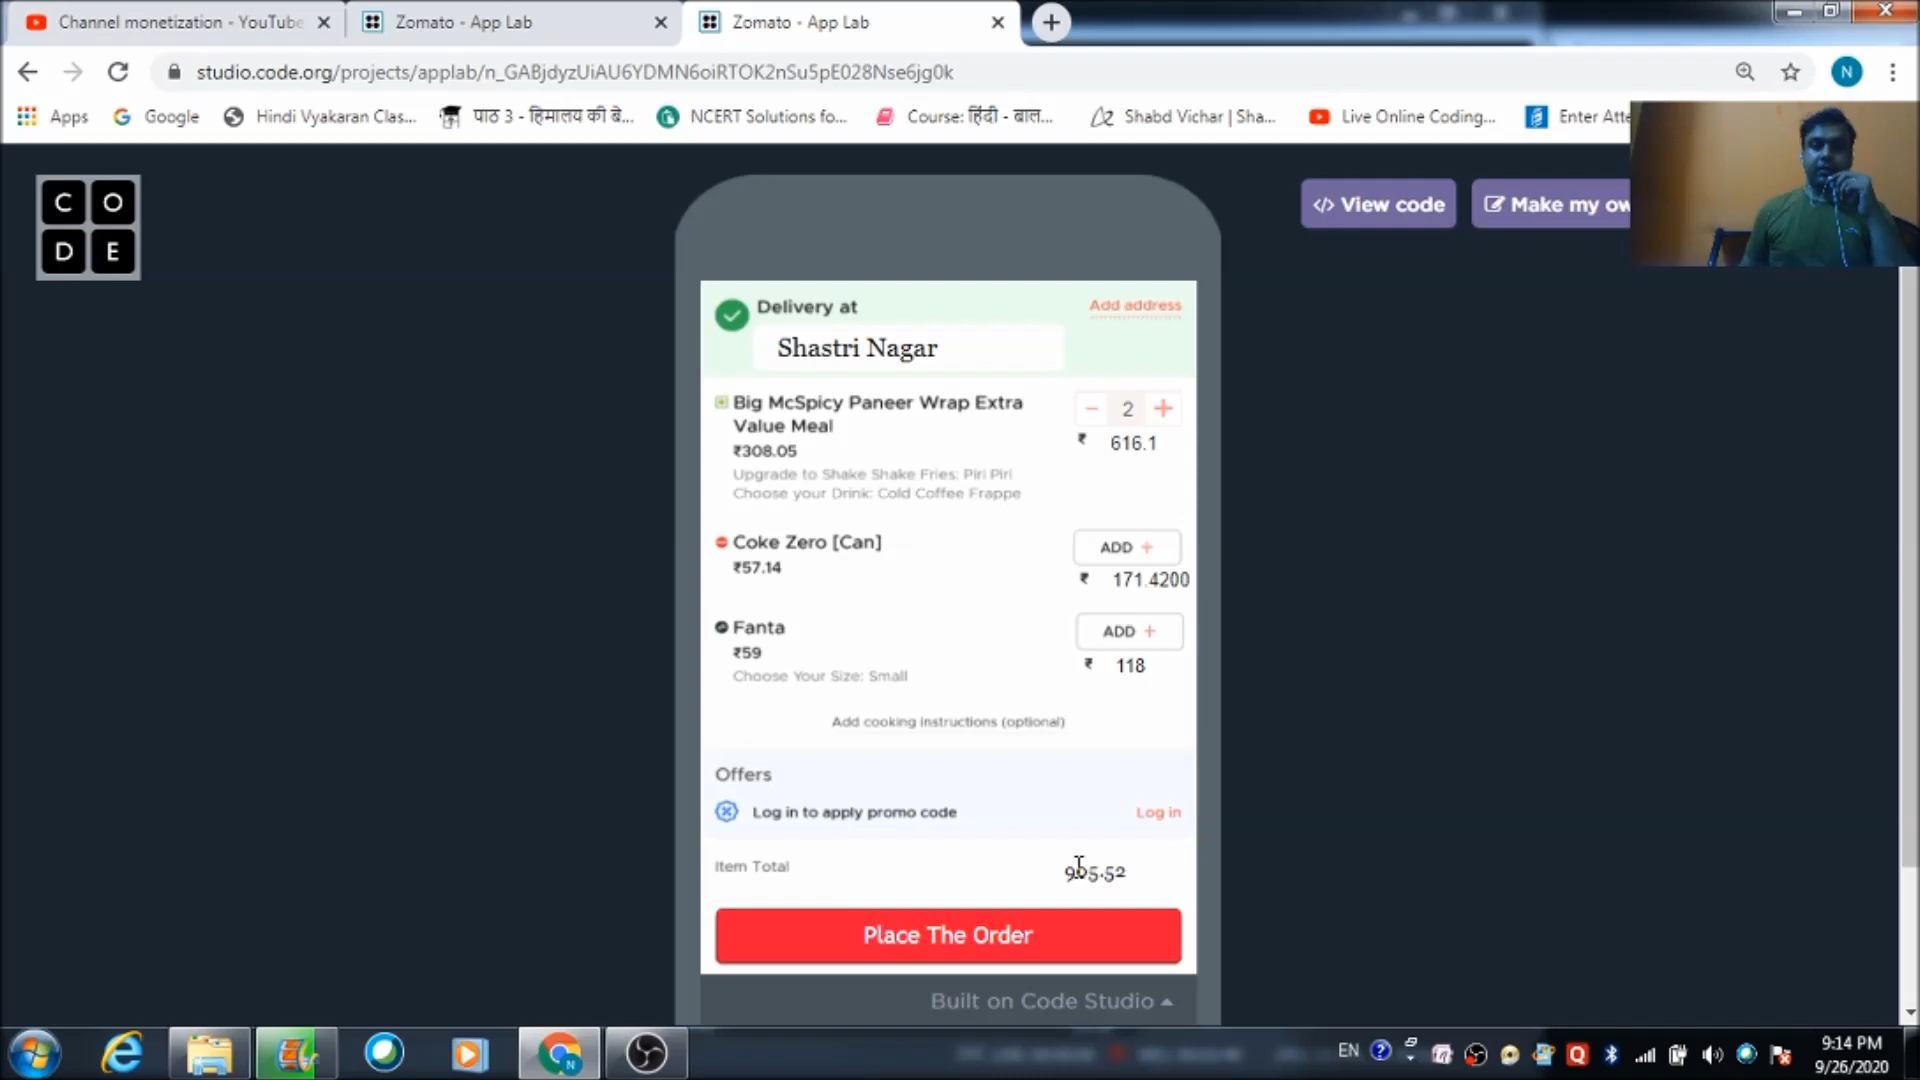 Channel monetization - YouTube
Zomato - App Lab
Zomato - App Lab
studio.code.org/projects/applab/n_GABjdyzUiAU6YDMN6oiRTOK2nSu5pE028Nse6jg0k
N
Apps
Google
Hindi Vyakaran Clas...
पाठ 3 - हिमालय की बे...
NCERT Solutions fo...
Course: हिंदी - बाल...
Shabd Vichar | Sha...
Live Online Coding...
Enter Atte
C O
D E
</> View code
Make my ow
Delivery at
Add address
Shastri Nagar
Big McSpicy Paneer Wrap Extra
Value Meal
− 2 +
₹308.05
₹ 616.1
Upgrade to Shake Shake Fries: Piri Piri
Choose your Drink: Cold Coffee Frappe
Coke Zero [Can]
ADD +
₹57.14
₹ 171.4200
Fanta
ADD +
₹59
₹ 118
Choose Your Size: Small
Add cooking instructions (optional)
Offers
Log in to apply promo code
Log in
Item Total
905.52
Place The Order
Built on Code Studio
EN
9:14 PM
9/26/2020